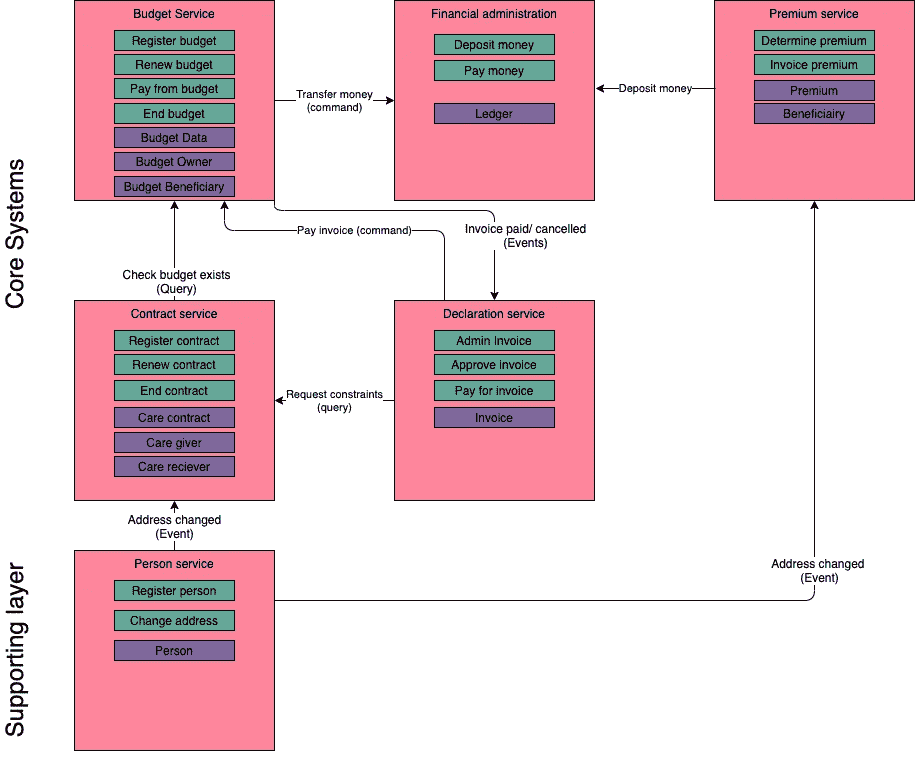 Core Systems
Supporting layer
Budget Service
Register budget
Renew budget
Pay from budget
End budget
Budget Data
Budget Owner
Budget Beneficiary
Transfer money
(command)
Financial administration
Deposit money
Pay money
Ledger
Deposit money
Premium service
Determine premium
Invoice premium
Premium
Beneficiairy
Pay invoice (command)
Invoice paid/ cancelled
(Events)
Check budget exists
(Query)
Contract service
Register contract
Renew contract
End contract
Care contract
Care giver
Care reciever
Request constraints
(query)
Declaration service
Admin Invoice
Approve invoice
Pay for invoice
Invoice
Address changed
(Event)
Person service
Register person
Change address
Person
Address changed
(Event)